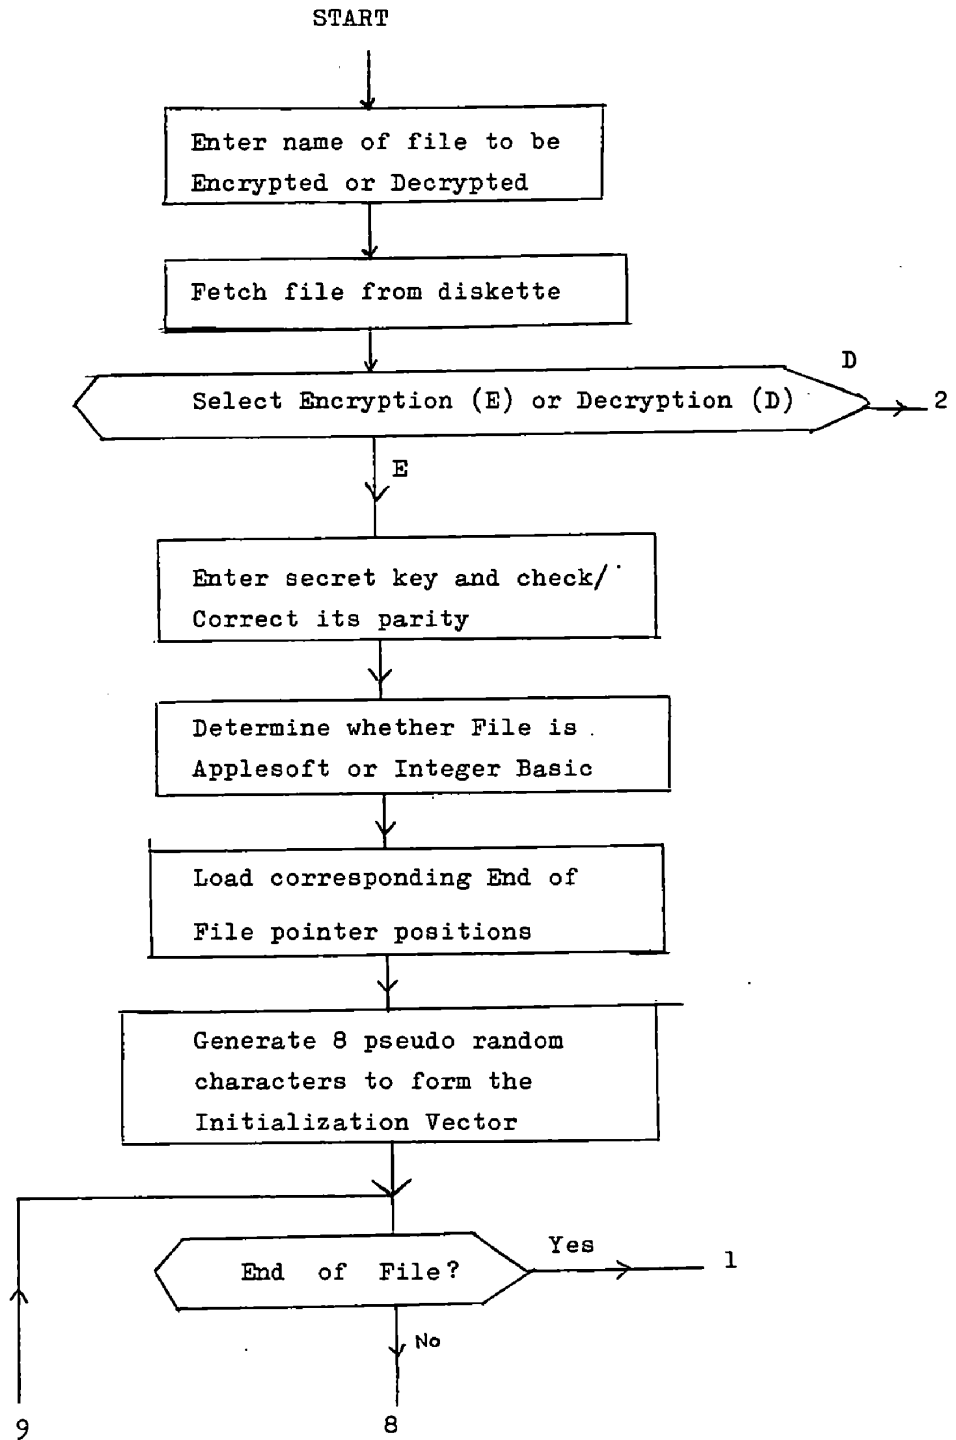 START
Enter name of file to be
Encrypted or Decrypted
Fetch file from diskette
D
Select Encryption (E) or Decryption (D)
2
E
Enter secret key and check/
Correct its parity
Determine whether File is
Applesoft or Integer Basic
Load corresponding End of
File pointer positions
Generate 8 pseudo random
characters to form the
Initialization Vector
Yes
End of File?
1
No
9
8